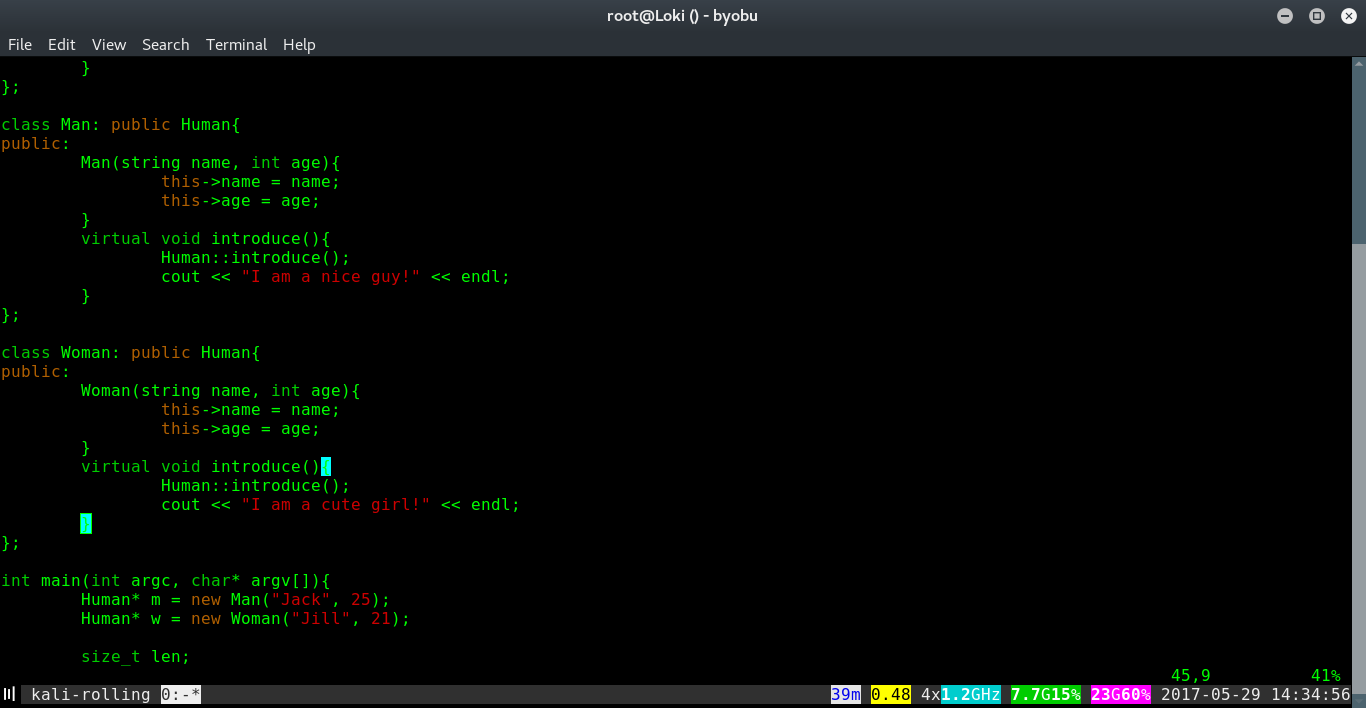 root@Loki () - byobu
File Edit View Search Terminal Help
}
};
class Man: public Human{
public:
Man(string name, int age){
this->name = name;
this->age = age;
}
virtual void introduce(){
Human::introduce();
cout << "I am a nice guy!" << endl;
}
};
class Woman: public Human{
public:
Woman(string name, int age){
this->name = name;
this->age = age;
}
virtual void introduce(){
Human::introduce();
cout << "I am a cute girl!" << endl;
}
};
int main(int argc, char* argv[]){
Human* m = new Man("Jack", 25);
Human* w = new Woman("Jill", 21);
size_t len;
45,9 41%
kali-rolling 0:-* 39m 0.48 4x1.2GHz 7.7G15% 23G60% 2017-05-29 14:34:56